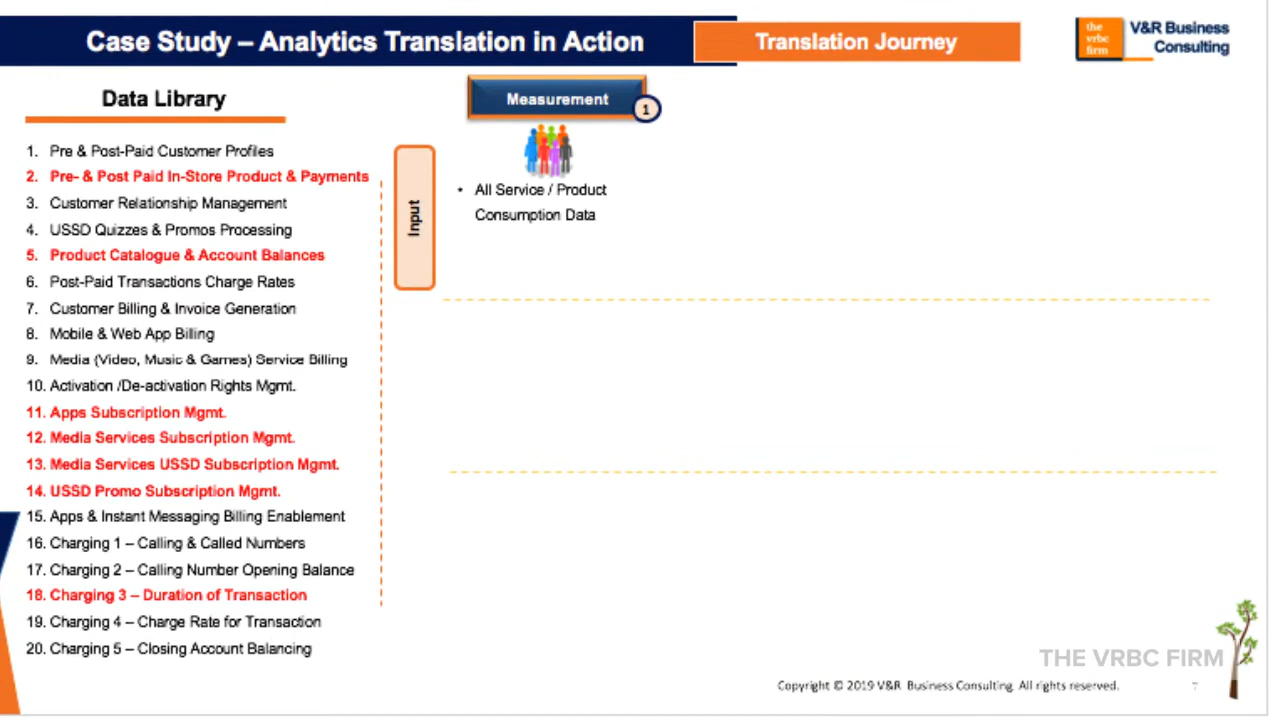 Case Study – Analytics Translation in Action
Translation Journey
the
vrbc
firm
V&R Business
Consulting
Data Library
1. Pre & Post-Paid Customer Profiles
2. Pre- & Post Paid In-Store Product & Payments
3. Customer Relationship Management
4. USSD Quizzes & Promos Processing
5. Product Catalogue & Account Balances
6. Post-Paid Transactions Charge Rates
7. Customer Billing & Invoice Generation
8. Mobile & Web App Billing
9. Media (Video, Music & Games) Service Billing
10. Activation /De-activation Rights Mgmt.
11. Apps Subscription Mgmt.
12. Media Services Subscription Mgmt.
13. Media Services USSD Subscription Mgmt.
14. USSD Promo Subscription Mgmt.
15. Apps & Instant Messaging Billing Enablement
16. Charging 1 – Calling & Called Numbers
17. Charging 2 – Calling Number Opening Balance
18. Charging 3 – Duration of Transaction
19. Charging 4 – Charge Rate for Transaction
20. Charging 5 – Closing Account Balancing
Input
Measurement
1
• All Service / Product
Consumption Data
THE VRBC FIRM
Copyright © 2019 V&R Business Consulting. All rights reserved.
7